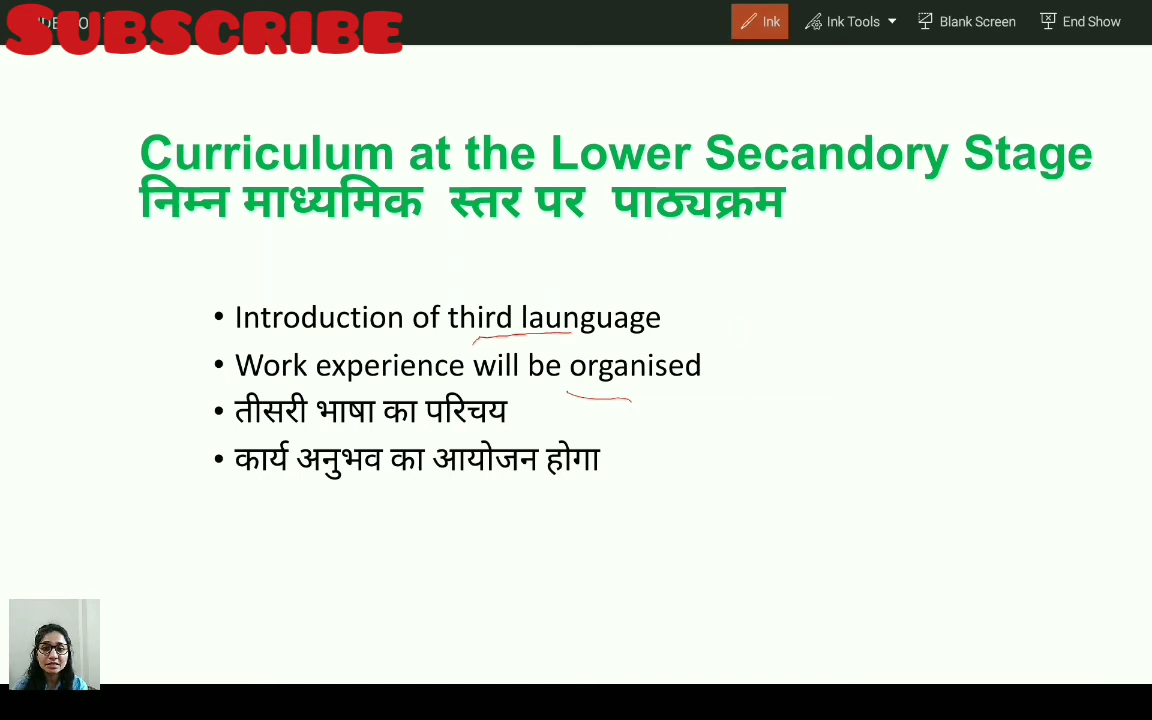 SUBSCRIBE
Ink
Ink Tools
Blank Screen
End Show
Curriculum at the Lower Secandory Stage
निम्न माध्यमिक स्तर पर पाठ्यक्रम
• Introduction of third launguage
• Work experience will be organised
• तीसरी भाषा का परिचय
• कार्य अनुभव का आयोजन होगा